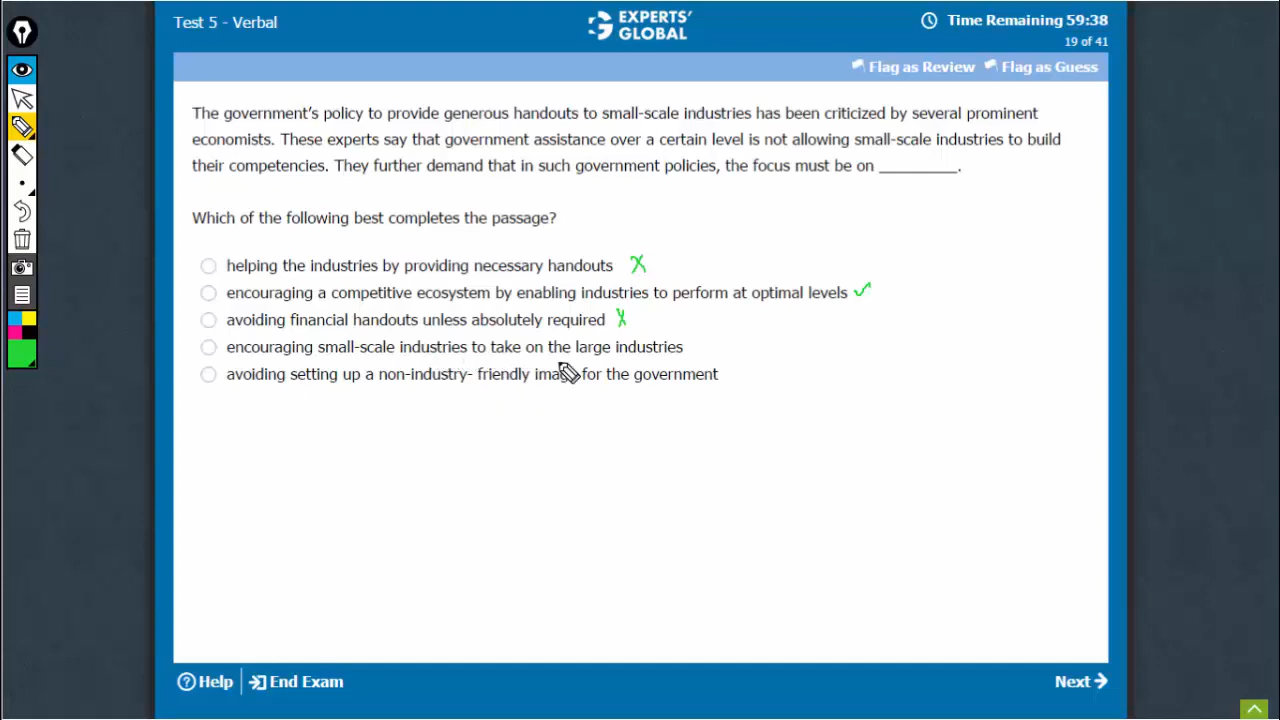 Test 5 - Verbal
EXPERTS'
GLOBAL
Time Remaining 59:38
19 of 41
Flag as Review Flag as Guess
The government's policy to provide generous handouts to small-scale industries has been criticized by several prominent
economists. These experts say that government assistance over a certain level is not allowing small-scale industries to build
their competencies. They further demand that in such government policies, the focus must be on __________.
Which of the following best completes the passage?
helping the industries by providing necessary handouts
encouraging a competitive ecosystem by enabling industries to perform at optimal levels
avoiding financial handouts unless absolutely required
encouraging small-scale industries to take on the large industries
avoiding setting up a non-industry- friendly image for the government
Help End Exam Next